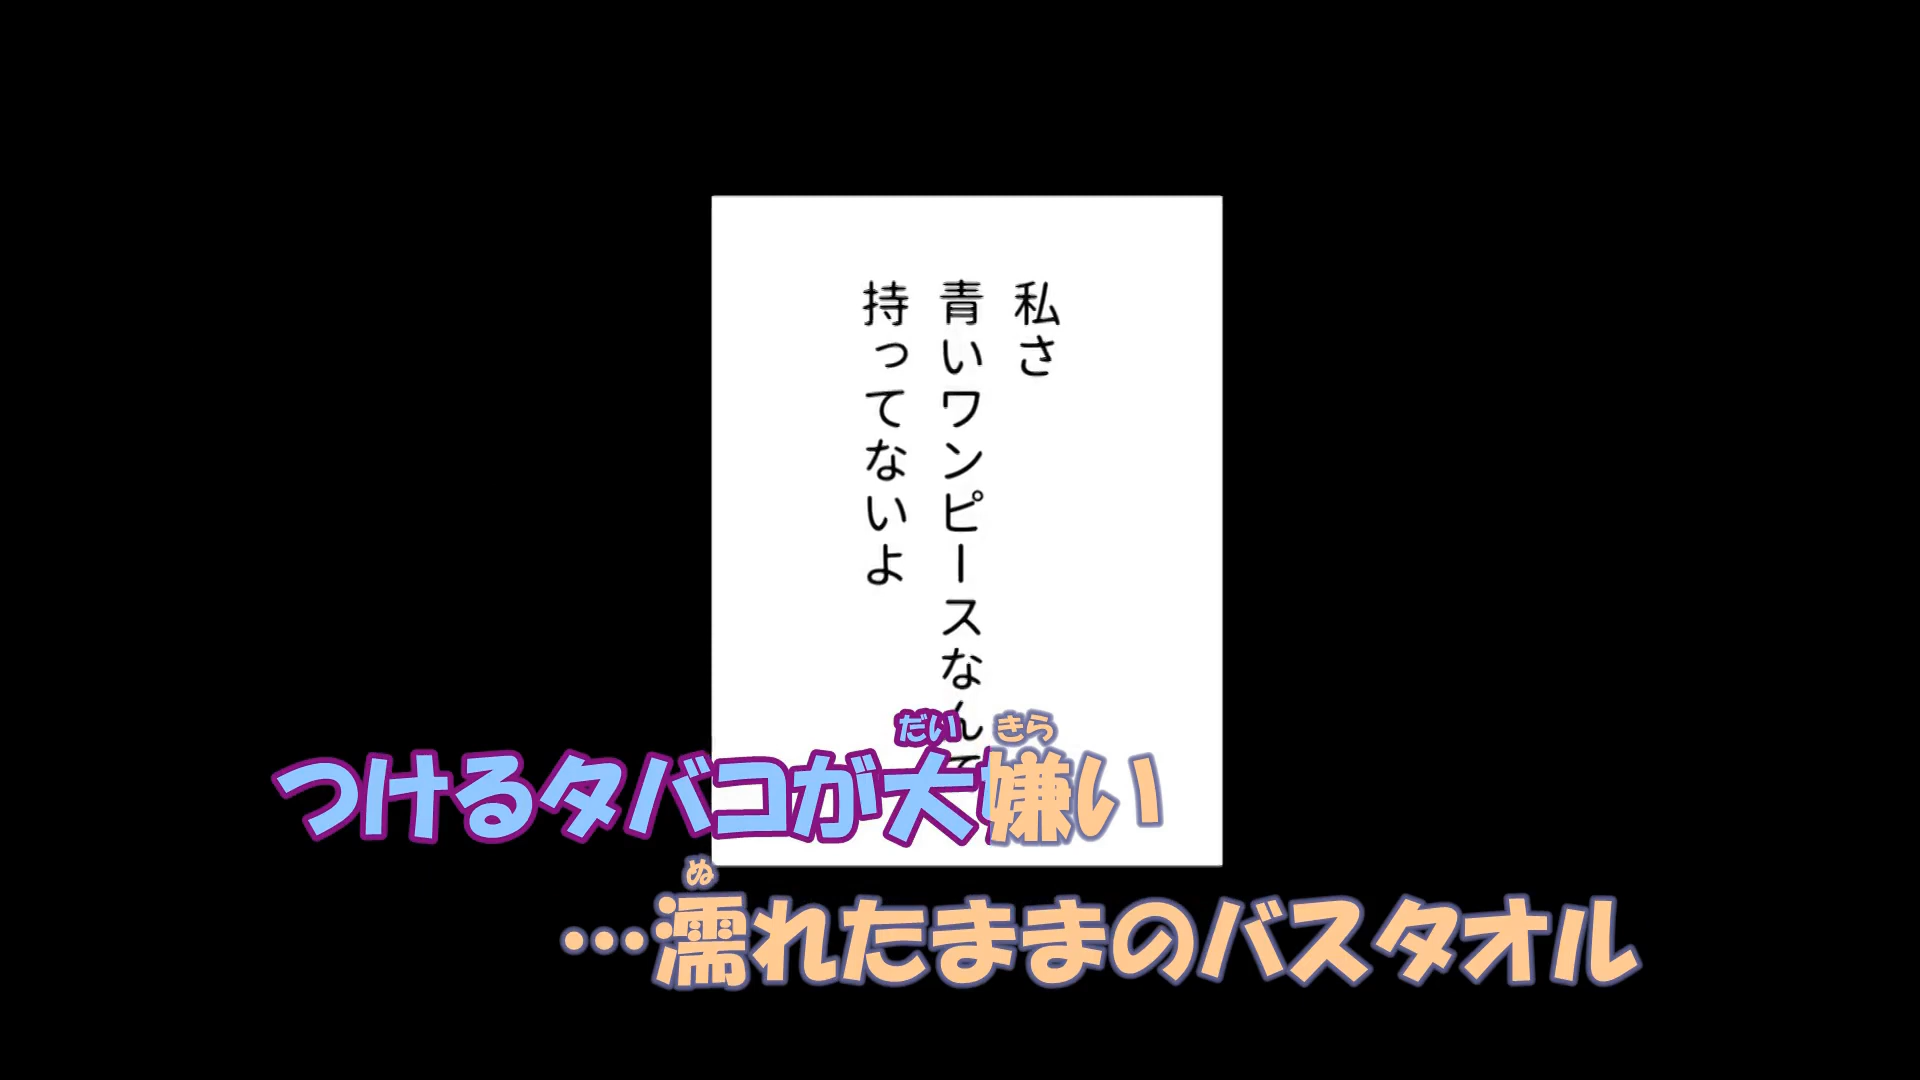 私さ
青いワンピースなんて
持ってないよ
だいきら
つけるタバコが大嫌い
ぬ
…濡れたままのバスタオル